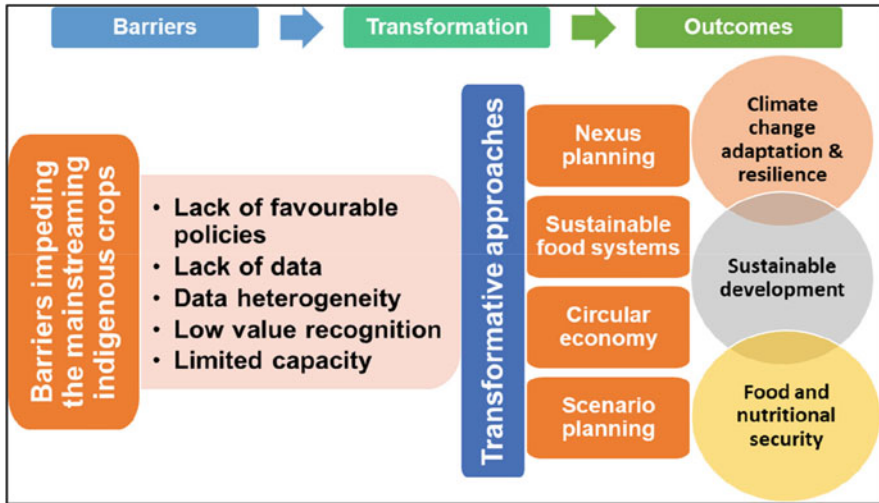 Barriers
Transformation
Outcomes
Barriers impeding
the mainstreaming
indigenous crops
• Lack of favourable
policies
• Lack of data
• Data heterogeneity
• Low value recognition
• Limited capacity
Transformative approaches
Nexus
planning
Sustainable
food systems
Circular
economy
Scenario
planning
Climate
change
adaptation &
resilience
Sustainable
development
Food and
nutritional
security